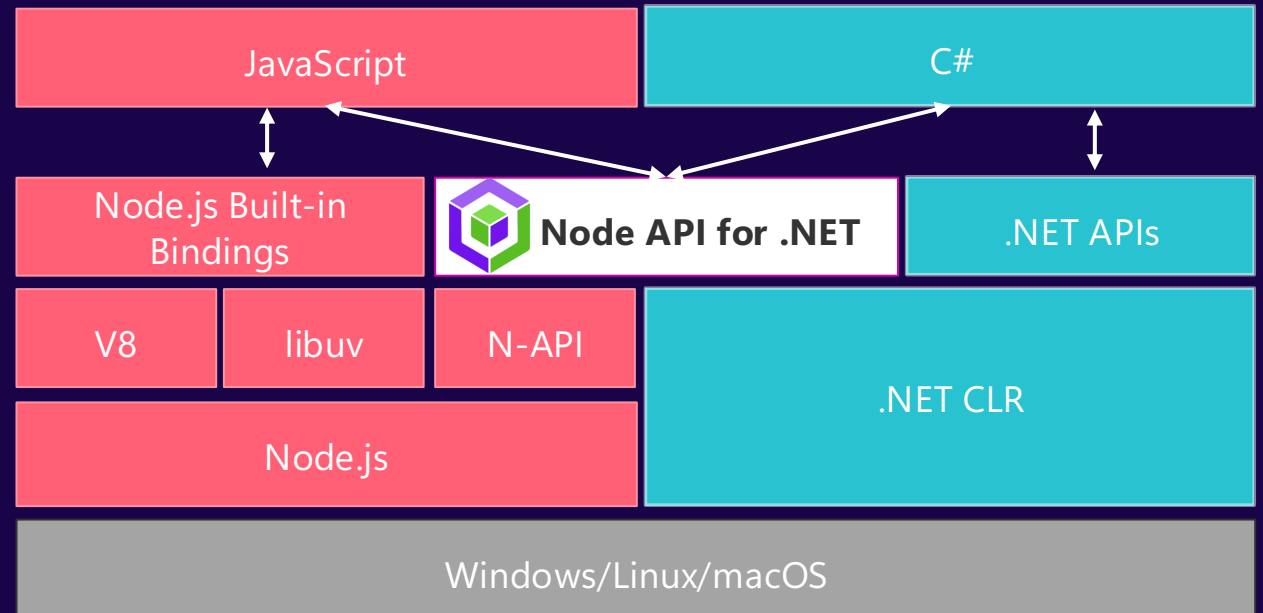 JavaScript
C#
Node.js Built-in
Bindings
Node API for .NET
.NET APIs
V8
libuv
N-API
.NET CLR
Node.js
Windows/Linux/macOS